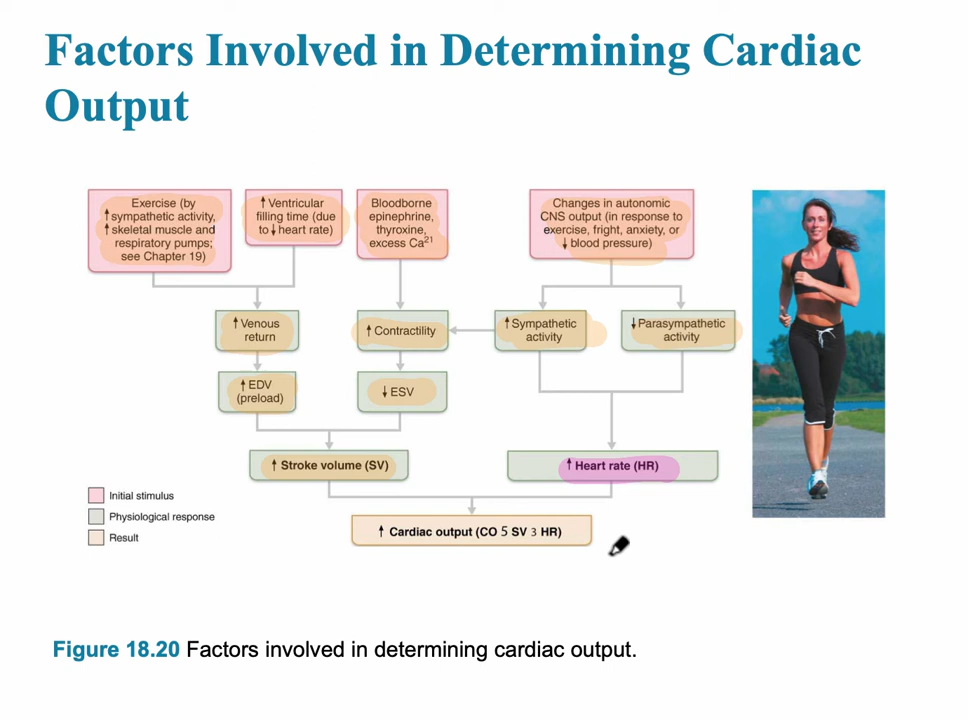 Factors Involved in Determining Cardiac
Output
Exercise (by
↑ sympathetic activity,
↑ skeletal muscle and
respiratory pumps;
see Chapter 19)
↑ Ventricular
filling time (due
to ↓ heart rate)
Bloodborne
epinephrine,
thyroxine,
excess Ca21
Changes in autonomic
CNS output (in response to
exercise, fright, anxiety, or
↓ blood pressure)
↑ Venous
return
↑ Contractility
↑ Sympathetic
activity
↓ Parasympathetic
activity
↑ EDV
(preload)
↓ ESV
↑ Stroke volume (SV)
↑ Heart rate (HR)
Initial stimulus
Physiological response
Result
↑ Cardiac output (CO 5 SV 3 HR)
Figure 18.20 Factors involved in determining cardiac output.